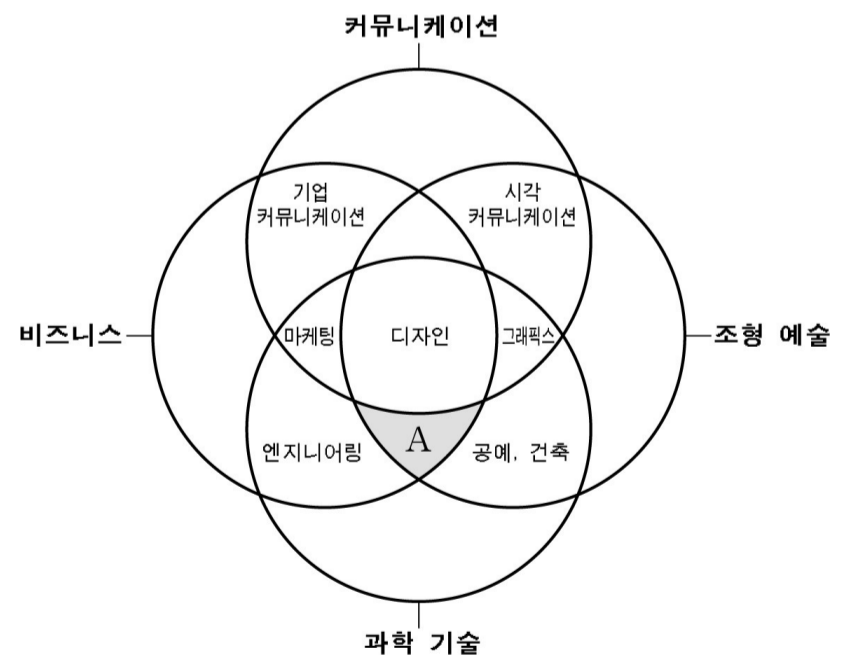 커뮤니케이션
기업
커뮤니케이션
시각
커뮤니케이션
비즈니스
마케팅
디자인
그래픽스
조형 예술
엔지니어링
A
공예, 건축
과학 기술